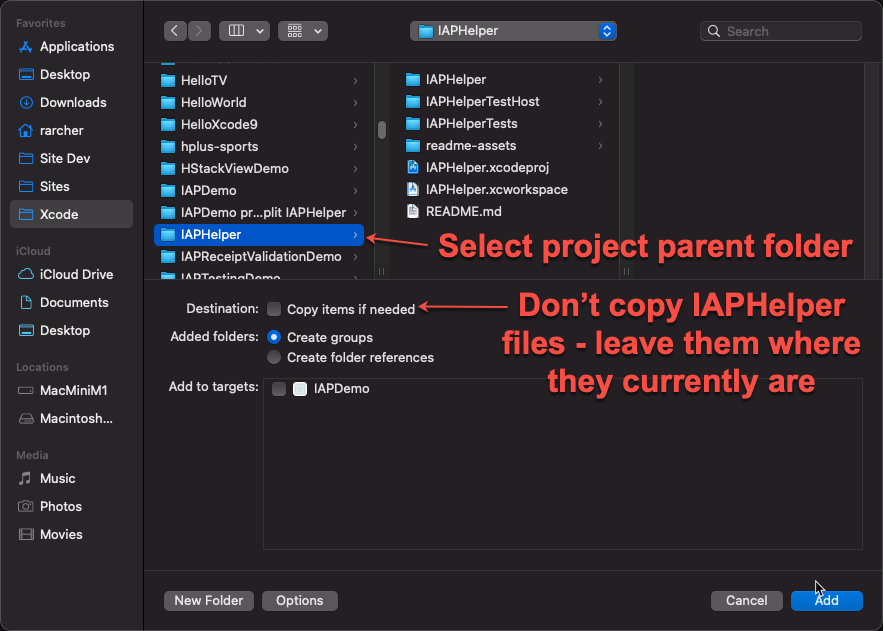 Favorites
Applications
Desktop
Downloads
rarcher
Site Dev
Sites
Xcode
iCloud
iCloud Drive
Documents
Desktop
Locations
MacMiniM1
Macintosh...
Media
Music
Photos
Movies
IAPHelper
Search
HelloTV
HelloWorld
HelloXcode9
hplus-sports
HStackViewDemo
IAPDemo
IAPDemo pr...plit IAPHelper
IAPHelper
IAPReceiptValidationDemo
IAPTestingDemo
IAPHelper
IAPHelperTestHost
IAPHelperTests
readme-assets
IAPHelper.xcodeproj
IAPHelper.xcworkspace
README.md
Select project parent folder
Destination: Copy items if needed
Don't copy IAPHelper
files - leave them where
they currently are
Added folders: Create groups
Create folder references
Add to targets: IAPDemo
New Folder Options Cancel Add